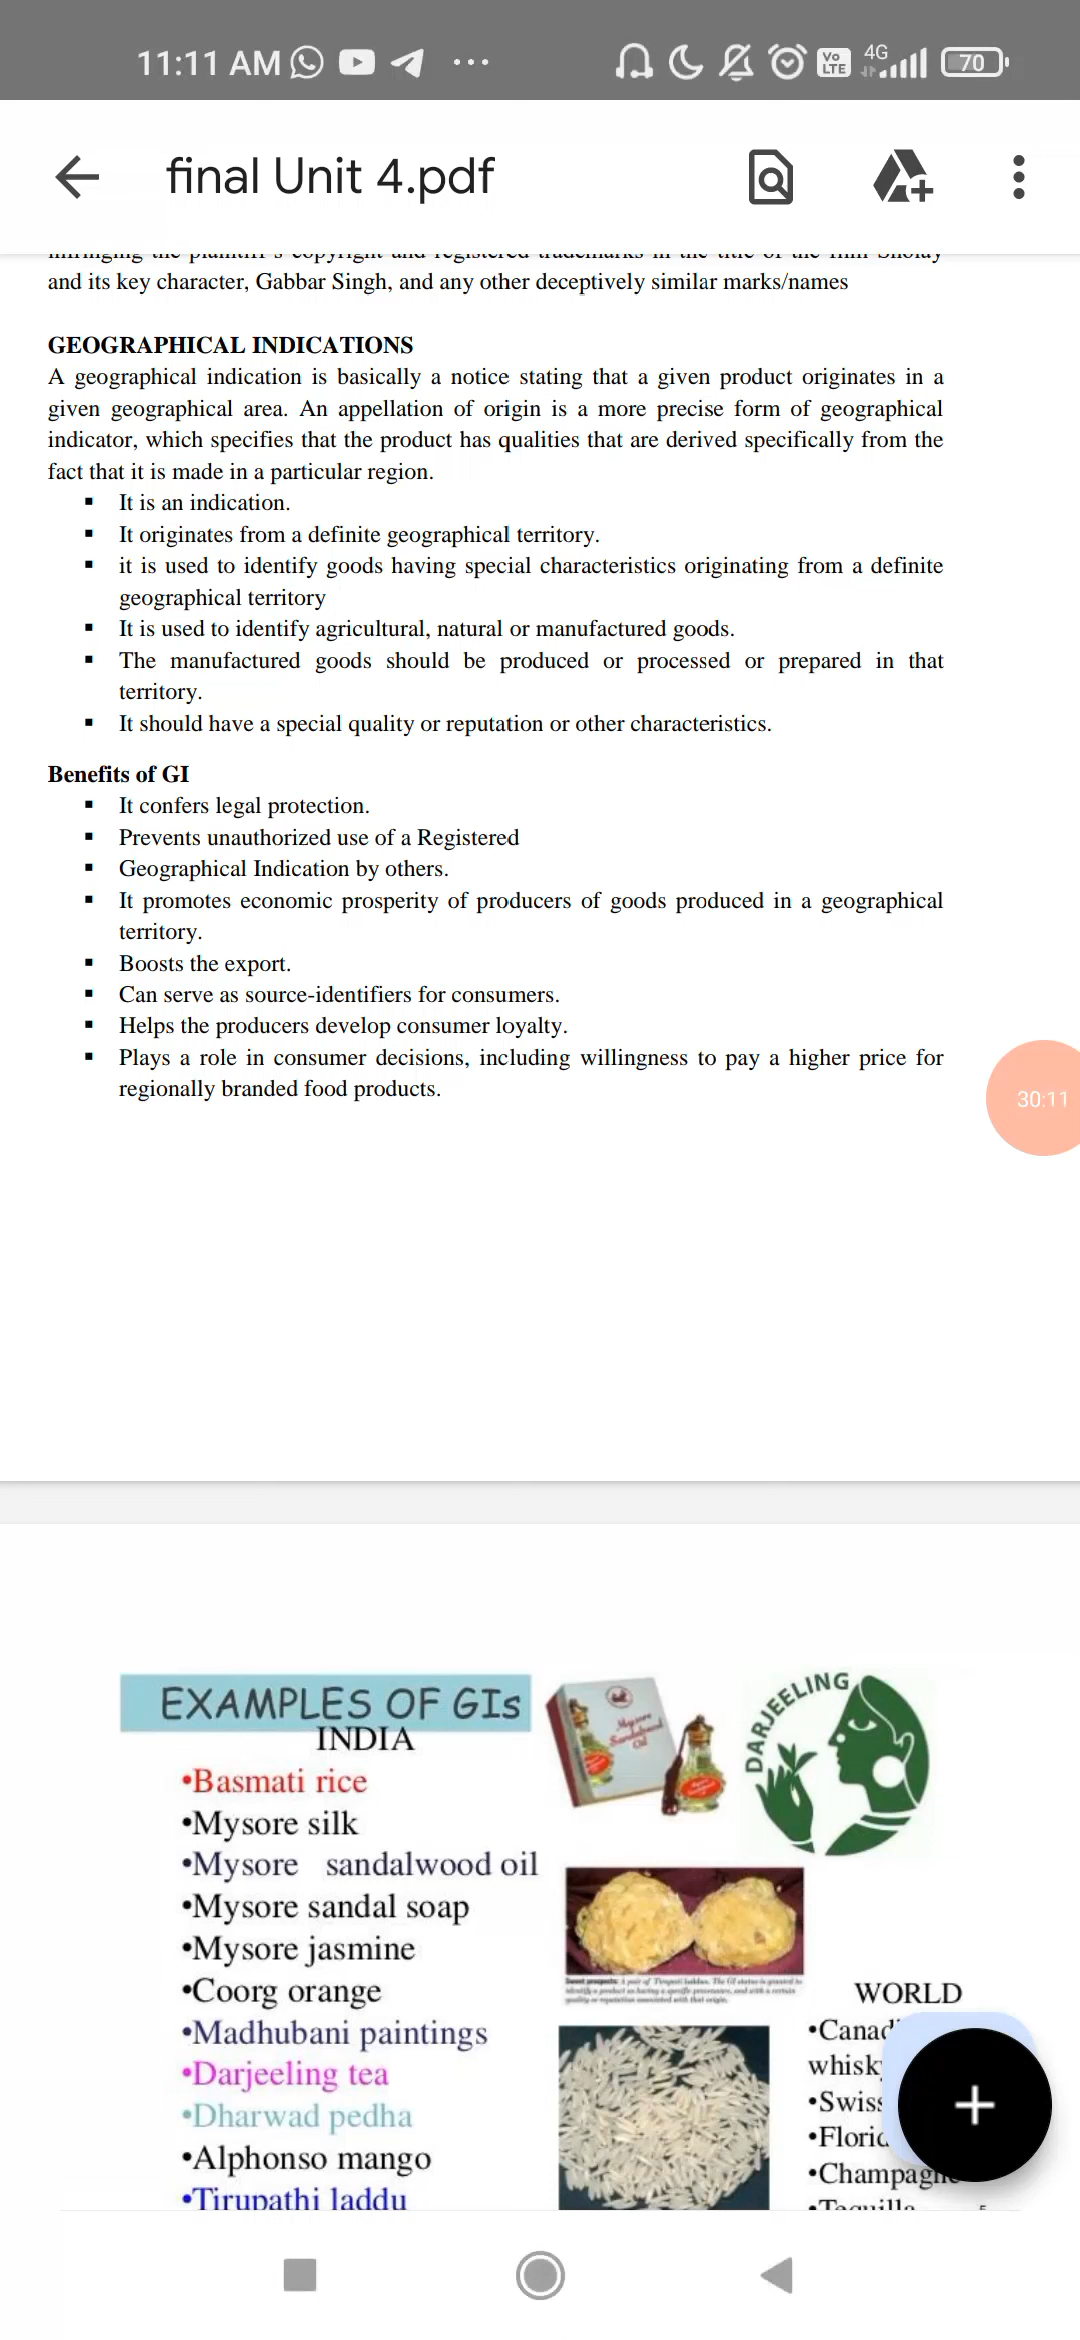 11:11 AM
Vo LTE 4G 70
final Unit 4.pdf
and its key character, Gabbar Singh, and any other deceptively similar marks/names
GEOGRAPHICAL INDICATIONS
A geographical indication is basically a notice stating that a given product originates in a
given geographical area. An appellation of origin is a more precise form of geographical
indicator, which specifies that the product has qualities that are derived specifically from the
fact that it is made in a particular region.
▪ It is an indication.
▪ It originates from a definite geographical territory.
▪ it is used to identify goods having special characteristics originating from a definite
geographical territory
▪ It is used to identify agricultural, natural or manufactured goods.
▪ The manufactured goods should be produced or processed or prepared in that
territory.
▪ It should have a special quality or reputation or other characteristics.
Benefits of GI
▪ It confers legal protection.
▪ Prevents unauthorized use of a Registered
▪ Geographical Indication by others.
▪ It promotes economic prosperity of producers of goods produced in a geographical
territory.
▪ Boosts the export.
▪ Can serve as source-identifiers for consumers.
▪ Helps the producers develop consumer loyalty.
▪ Plays a role in consumer decisions, including willingness to pay a higher price for
regionally branded food products.
30:11
EXAMPLES OF GIs
INDIA
•Basmati rice
•Mysore silk
•Mysore sandalwood oil
•Mysore sandal soap
•Mysore jasmine
•Coorg orange
•Madhubani paintings
•Darjeeling tea
•Dharwad pedha
•Alphonso mango
•Tirupathi laddu
Mysore Sandalwood Oil
DARJEELING
WORLD
•Canad
whisk
•Swiss
•Florid
•Champagne
•Tequilla